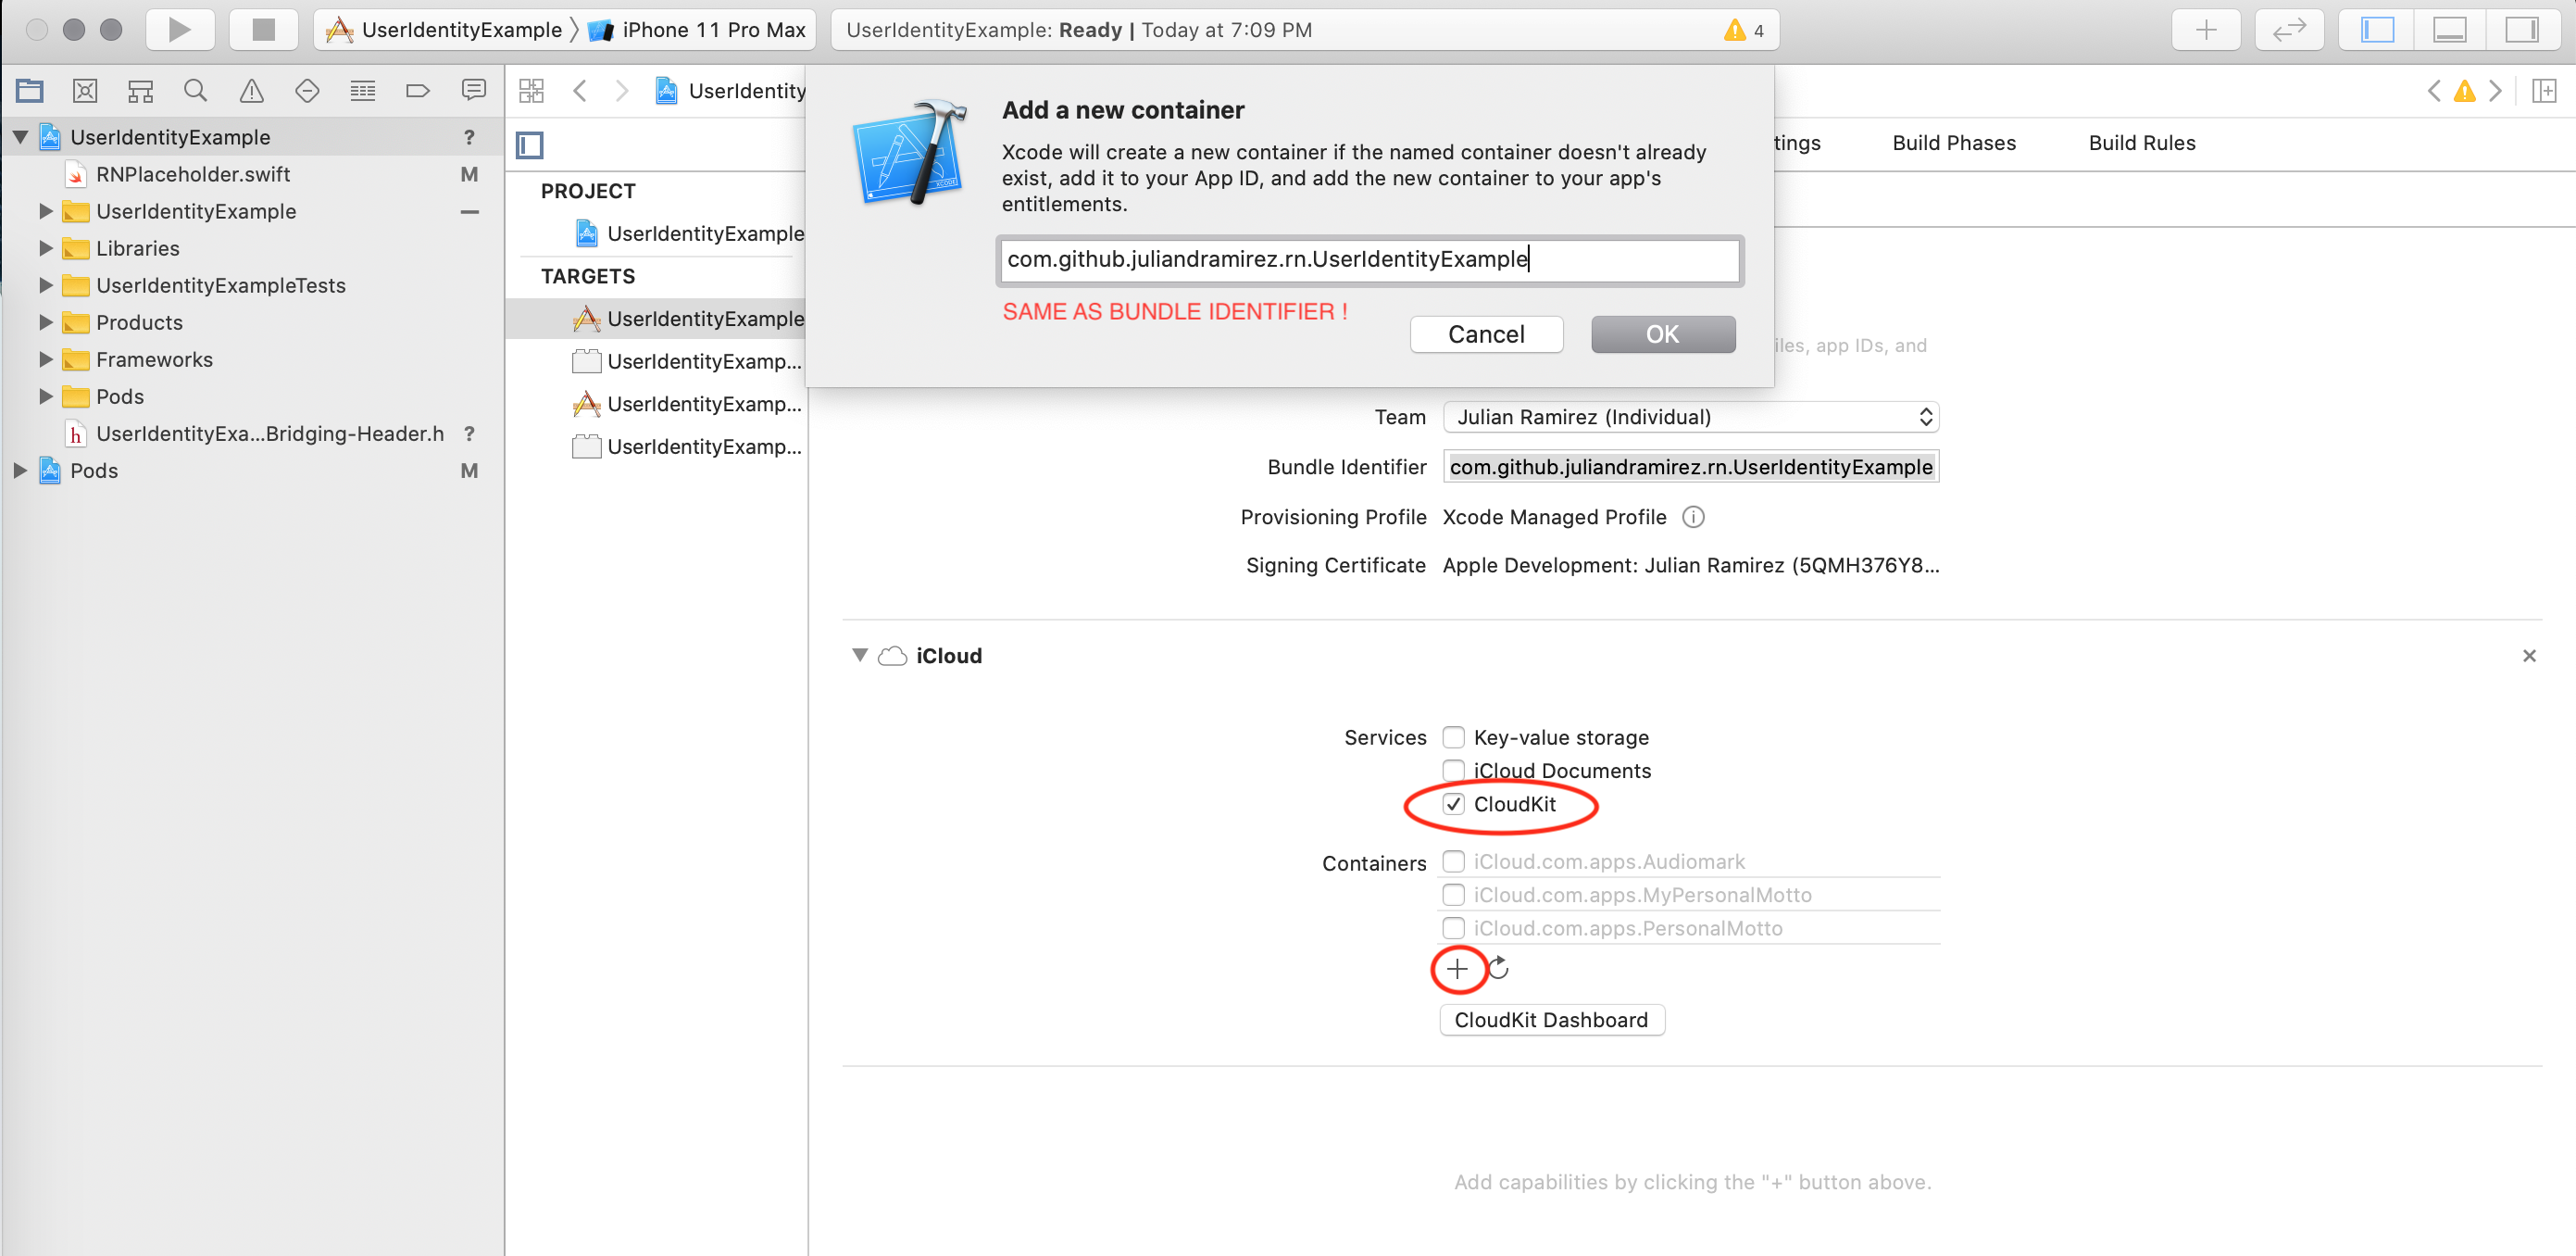 UserIdentityExample 〉 iPhone 11 Pro Max
UserIdentityExample: Ready | Today at 7:09 PM
4
UserIdentity
UserIdentityExample ?
RNPlaceholder.swift M
UserIdentityExample
Libraries
UserIdentityExampleTests
Products
Frameworks
Pods
UserIdentityExa...Bridging-Header.h ?
Pods M
PROJECT
UserIdentityExample
TARGETS
UserIdentityExample
UserIdentityExamp...
UserIdentityExamp...
UserIdentityExamp...
Add a new container
Xcode will create a new container if the named container doesn't already
exist, add it to your App ID, and add the new container to your app's
entitlements.
com.github.juliandramirez.rn.UserIdentityExample
SAME AS BUNDLE IDENTIFIER !
Cancel
OK
tings
Build Phases
Build Rules
iles, app IDs, and
Team Julian Ramirez (Individual)
Bundle Identifier com.github.juliandramirez.rn.UserIdentityExample
Provisioning Profile Xcode Managed Profile
Signing Certificate Apple Development: Julian Ramirez (5QMH376Y8...
iCloud
Services Key-value storage
iCloud Documents
CloudKit
Containers iCloud.com.apps.Audiomark
iCloud.com.apps.MyPersonalMotto
iCloud.com.apps.PersonalMotto
CloudKit Dashboard
Add capabilities by clicking the "+" button above.